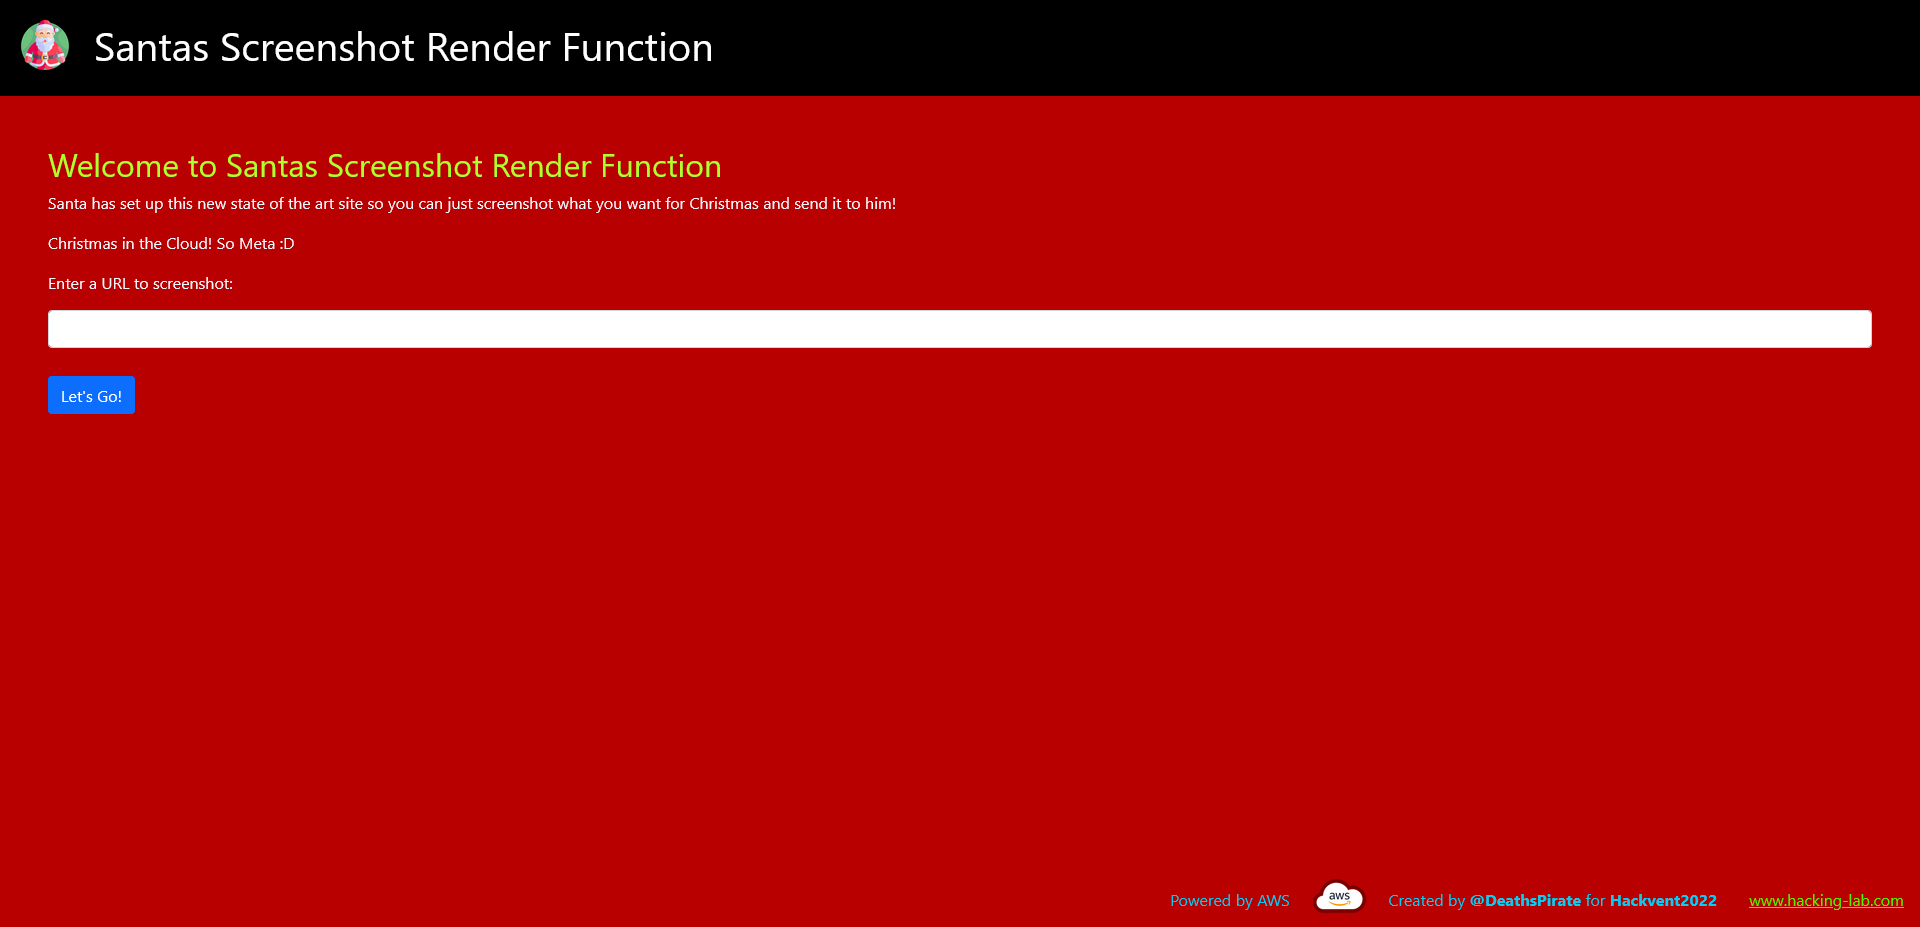 Santas Screenshot Render Function
Welcome to Santas Screenshot Render Function
Santa has set up this new state of the art site so you can just screenshot what you want for Christmas and send it to him!
Christmas in the Cloud! So Meta :D
Enter a URL to screenshot:
Let's Go!
Powered by AWS aws Created by @DeathsPirate for Hackvent2022 www.hacking-lab.com